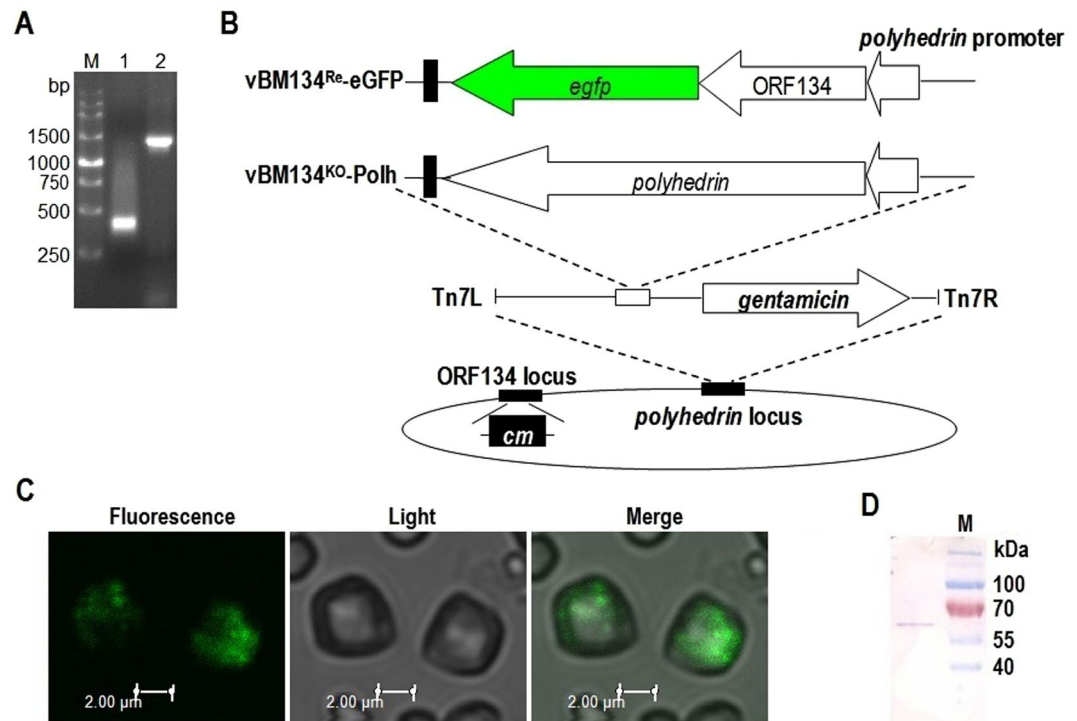 A
M 1 2
bp
1500
1000
750
500
250
B
polyhedrin promoter
vBM134Re-eGFP
egfp
ORF134
vBM134KO-Polh
polyhedrin
Tn7L
gentamicin
Tn7R
ORF134 locus
polyhedrin locus
cm
C
Fluorescence
Light
Merge
2.00 µm
2.00 µm
2.00 µm
D
M
kDa
100
70
55
40